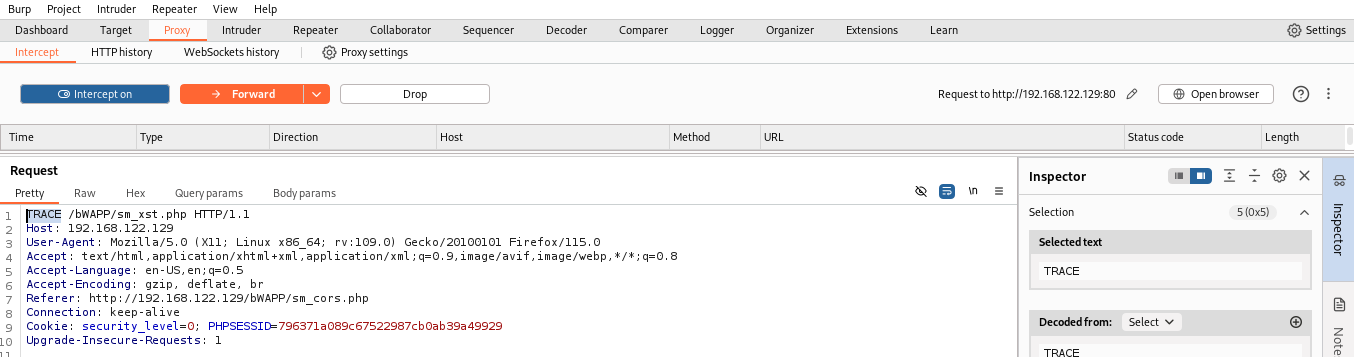 Burp Project Intruder Repeater View Help
Dashboard Target Proxy Intruder Repeater Collaborator Sequencer Decoder Comparer Logger Organizer Extensions Learn Settings
Intercept HTTP history WebSockets history Proxy settings
Intercept on Forward Drop Request to http://192.168.122.129:80 Open browser
Time Type Direction Host Method URL Status code Length
Request
Pretty Raw Hex Query params Body params \n
1 TRACE /bWAPP/sm_xst.php HTTP/1.1
2 Host: 192.168.122.129
3 User-Agent: Mozilla/5.0 (X11; Linux x86_64; rv:109.0) Gecko/20100101 Firefox/115.0
4 Accept: text/html,application/xhtml+xml,application/xml;q=0.9,image/avif,image/webp,*/*;q=0.8
5 Accept-Language: en-US,en;q=0.5
6 Accept-Encoding: gzip, deflate, br
7 Referer: http://192.168.122.129/bWAPP/sm_cors.php
8 Connection: keep-alive
9 Cookie: security_level=0; PHPSESSID=796371a089c67522987cb0ab39a49929
10 Upgrade-Insecure-Requests: 1
11
Inspector
Selection 5 (0x5)
Selected text
TRACE
Decoded from: Select
TRACE
Inspector
Note